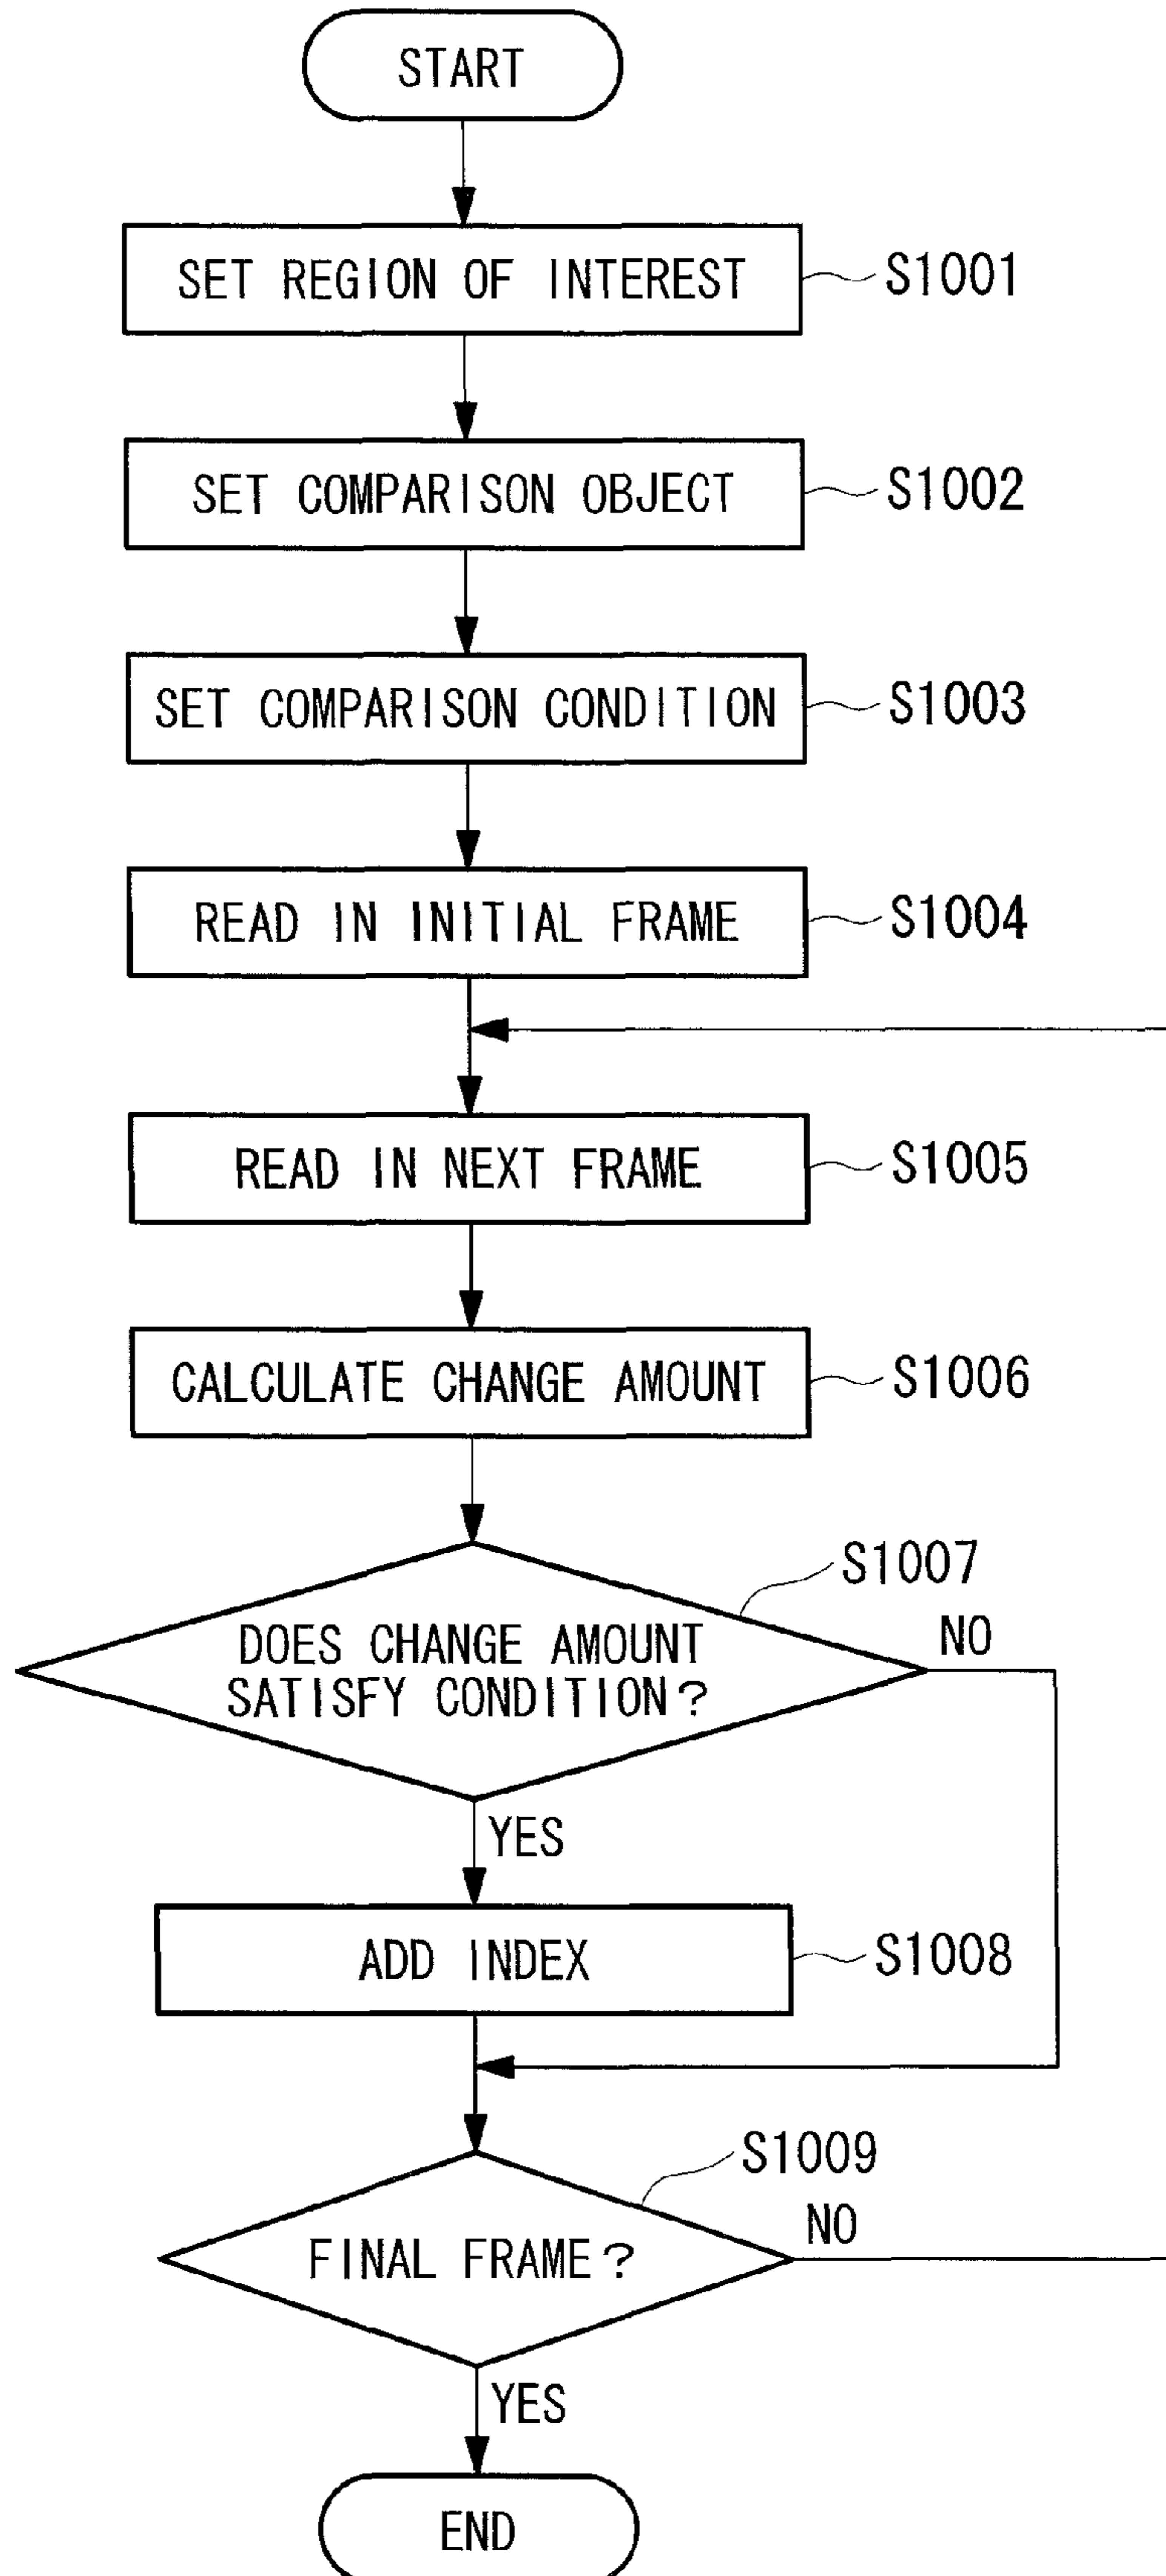 START
SET REGION OF INTEREST
S1001
SET COMPARISON OBJECT
S1002
SET COMPARISON CONDITION
S1003
READ IN INITIAL FRAME
S1004
READ IN NEXT FRAME
S1005
CALCULATE CHANGE AMOUNT
S1006
S1007
DOES CHANGE AMOUNT
SATISFY CONDITION?
NO
YES
ADD INDEX
S1008
S1009
FINAL FRAME?
NO
YES
END